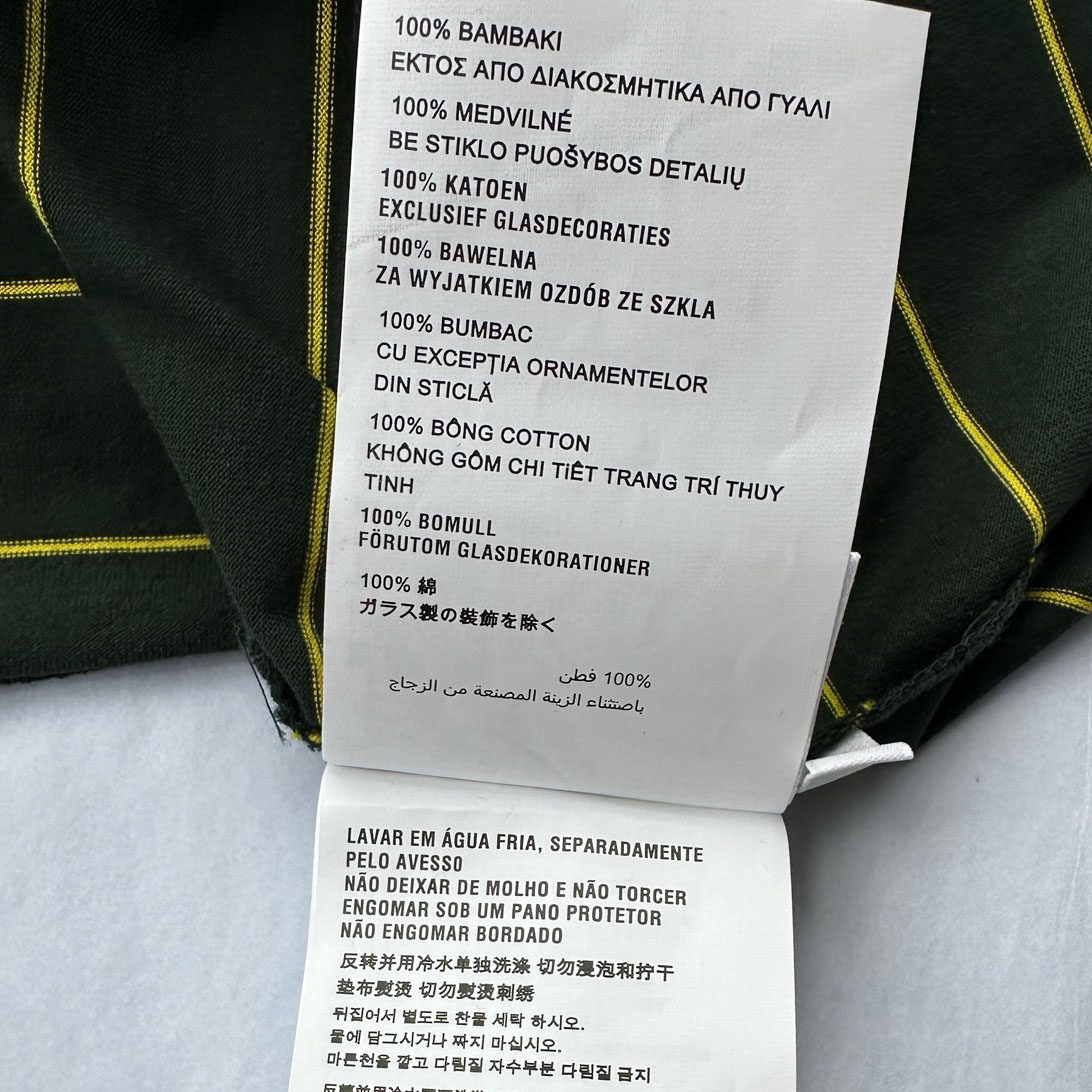 100% BAMBAKI
ΕΚΤΟΣ ΑΠΟ ΔΙΑΚΟΣΜΗΤΙΚΑ ΑΠΟ ΓΥΑΛΙ
100% MEDVILNÉ
BE STIKLO PUOŠYBOS DETALIŲ
100% KATOEN
EXCLUSIEF GLASDECORATIES
100% BAWELNA
ZA WYJATKIEM OZDÓB ZE SZKLA
100% BUMBAC
CU EXCEPŢIA ORNAMENTELOR
DIN STICLĂ
100% BÔNG COTTON
KHÔNG GÔM CHI TiÊT TRANG TRÍ THUY
TINH
100% BOMULL
FÖRUTOM GLASDEKORATIONER
100% 綿
ガラス製の装飾を除く
100% قطن
باصتثناء الزينة المصنعة من الزجاج
LAVAR EM ÁGUA FRIA, SEPARADAMENTE
PELO AVESSO
NÃO DEIXAR DE MOLHO E NÃO TORCER
ENGOMAR SOB UM PANO PROTETOR
NÃO ENGOMAR BORDADO
反转并用冷水单独洗涤 切勿浸泡和拧干
垫布熨烫 切勿熨烫刺绣
뒤집어서 별도로 찬물 세탁 하시오.
물에 담그시거나 짜지 마십시오.
마른천을 깔고 다림질 자수부분 다림질 금지